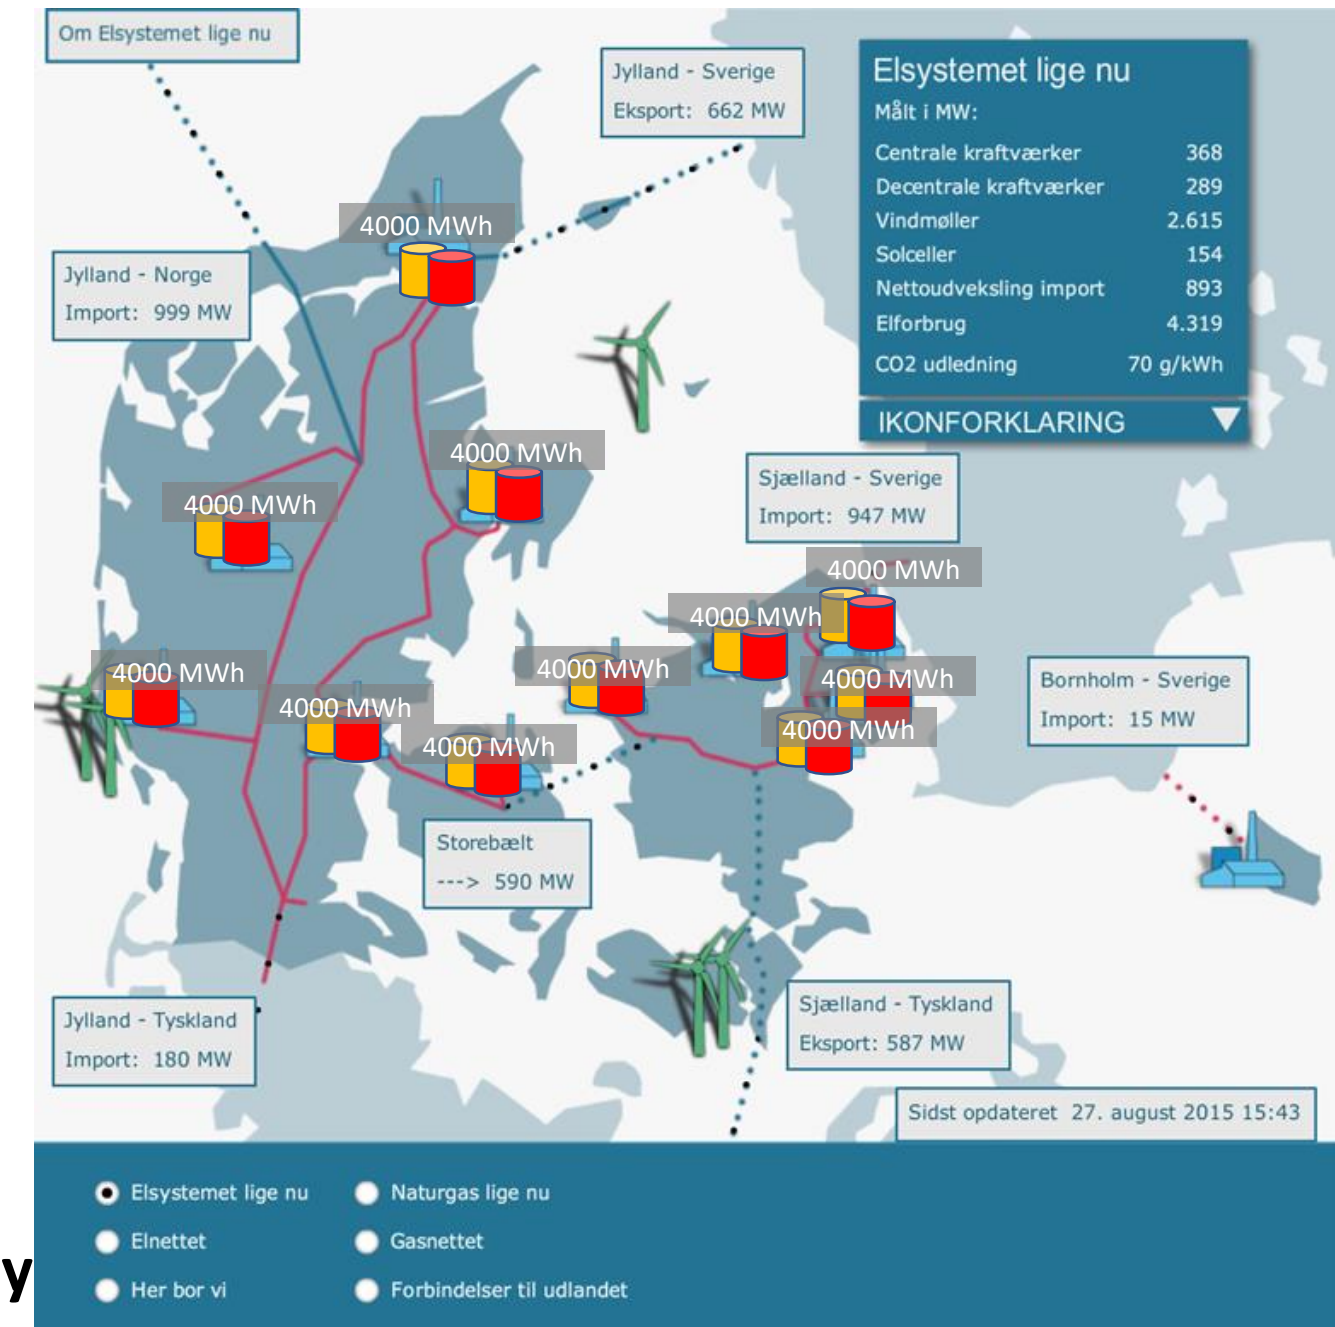 Om Elsystemet lige nu
Jylland - Sverige
Eksport: 662 MW
Elsystemet lige nu
Målt i MW:
Centrale kraftværker 368
Decentrale kraftværker 289
Vindmøller 2.615
Solceller 154
Nettoudveksling import 893
Elforbrug 4.319
CO2 udledning 70 g/kWh
IKONFORKLARING
4000 MWh
Jylland - Norge
Import: 999 MW
4000 MWh
4000 MWh
Sjælland - Sverige
Import: 947 MW
4000 MWh
4000 MWh
4000 MWh
4000 MWh
4000 MWh
4000 MWh
4000 MWh
4000 MWh
Bornholm - Sverige
Import: 15 MW
Storebælt
---> 590 MW
Jylland - Tyskland
Import: 180 MW
Sjælland - Tyskland
Eksport: 587 MW
Sidst opdateret 27. august 2015 15:43
Elsystemet lige nu
Naturgas lige nu
Elnettet
Gasnettet
Her bor vi
Forbindelser til udlandet
y